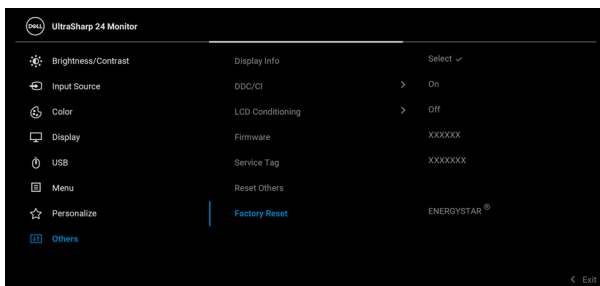 DELL UltraSharp 24 Monitor
Brightness/Contrast Display Info Select ✓
Input Source DDC/CI > On
Color LCD Conditioning > Off
Display Firmware XXXXXX
USB Service Tag XXXXXXX
Menu Reset Others
Personalize Factory Reset ENERGYSTAR ®
Others
< Exit